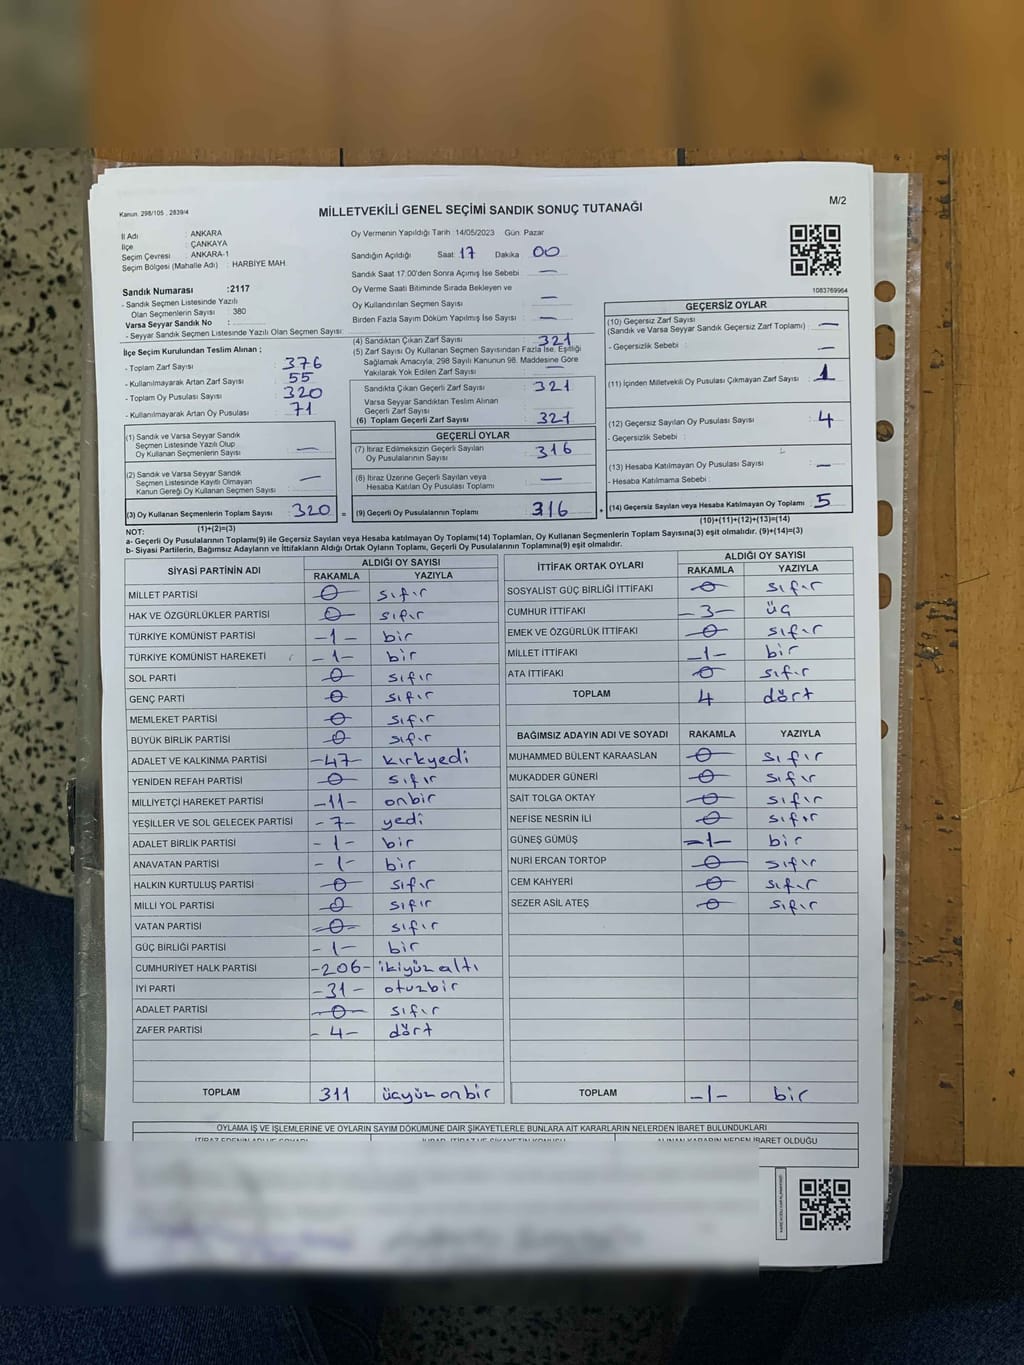 Kanun. 298/105 , 2839/4
MİLLETVEKİLİ GENEL SEÇİMİ SANDIK SONUÇ TUTANAĞI
M/2
İl Adı : ANKARA
İlçe : ÇANKAYA
Seçim Çevresi : ANKARA-1
Seçim Bölgesi (Mahalle Adı) : HARBİYE MAH.
Oy Vermenin Yapıldığı Tarih :14/05/2023 Gün: Pazar
Sandığın Açıldığı Saat 17 Dakika 00
Sandık Saat 17.00'den Sonra Açımış İse Sebebi : —
Oy Verme Saati Bitiminde Sırada Bekleyen ve
Oy Kullandırılan Seçmen Sayısı : —
Birden Fazla Sayım Döküm Yapılmış İse Sayısı : —
1083769964
Sandık Numarası :2117
- Sandık Seçmen Listesinde Yazılı
Olan Seçmenlerin Sayısı : 380
Varsa Seyyar Sandık No :
- Seyyar Sandık Seçmen Listesinde Yazılı Olan Seçmen Sayısı:
İlçe Seçim Kurulundan Teslim Alınan ;
- Toplam Zarf Sayısı : 376
- Kullanılmayarak Artan Zarf Sayısı : 55
- Toplam Oy Pusulası Sayısı : 320
- Kullanılmayarak Artan Oy Pusulası : 71
(1) Sandık ve Varsa Seyyar Sandık
Seçmen Listesinde Yazılı Olup
Oy Kullanan Seçmenlerin Sayısı : —
(2) Sandık ve Varsa Seyyar Sandık
Seçmen Listesinde Kayıtlı Olmayan
Kanun Gereği Oy Kullanan Seçmen Sayısı : —
(3) Oy Kullanan Seçmenlerin Toplam Sayısı : 320 =
(1)+(2)=(3)
(4) Sandıktan Çıkan Zarf Sayısı : 321
(5) Zarf Sayısı Oy Kullanan Seçmen Sayısından Fazla İse, Eşitliği
Sağlamak Amacıyla; 298 Sayılı Kanunun 98. Maddesine Göre
Yakılarak Yok Edilen Zarf Sayısı : —
Sandıkta Çıkan Geçerli Zarf Sayısı : 321
Varsa Seyyar Sandıktan Teslim Alınan
Geçerli Zarf Sayısı :
(6) Toplam Geçerli Zarf Sayısı : 321
GEÇERLİ OYLAR
(7) İtiraz Edilmeksizin Geçerli Sayılan
Oy Pusulalarının Sayısı : 316
(8) İtiraz Üzerine Geçerli Sayılan veya
Hesaba Katılan Oy Pusulası Toplamı : —
(9) Geçerli Oy Pusulalarının Toplamı : 316 +
GEÇERSİZ OYLAR
(10) Geçersiz Zarf Sayısı
(Sandık ve Varsa Seyyar Sandık Geçersiz Zarf Toplamı) : —
- Geçersizlik Sebebi : —
(11) İçinden Milletvekili Oy Pusulası Çıkmayan Zarf Sayısı : 1
(12) Geçersiz Sayılan Oy Pusulası Sayısı : 4
- Geçersizlik Sebebi :
(13) Hesaba Katılmayan Oy Pusulası Sayısı : —
- Hesaba Katılmama Sebebi :
(14) Geçersiz Sayılan veya Hesaba Katılmayan Oy Toplamı : 5
(10)+(11)+(12)+(13)=(14)
NOT:
a- Geçerli Oy Pusulalarının Toplamı(9) ile Geçersiz Sayılan veya Hesaba katılmayan Oy Toplamı(14) Toplamları, Oy Kullanan Seçmenlerin Toplam Sayısına(3) eşit olmalıdır. (9)+(14)=(3)
b- Siyasi Partilerin, Bağımsız Adayların ve İttifakların Aldığı Ortak Oyların Toplamı, Geçerli Oy Pusulalarının Toplamına(9) eşit olmalıdır.
SİYASİ PARTİNİN ADI
ALDIĞI OY SAYISI
RAKAMLA YAZIYLA
MİLLET PARTİSİ 0 sıfır
HAK VE ÖZGÜRLÜKLER PARTİSİ 0 sıfır
TÜRKİYE KOMÜNİST PARTİSİ -1- bir
TÜRKİYE KOMÜNİST HAREKETİ -1- bir
SOL PARTİ 0 sıfır
GENÇ PARTİ 0 sıfır
MEMLEKET PARTİSİ 0 sıfır
BÜYÜK BİRLİK PARTİSİ 0 sıfır
ADALET VE KALKINMA PARTİSİ -47- kırkyedi
YENİDEN REFAH PARTİSİ 0 sıfır
MİLLİYETÇİ HAREKET PARTİSİ -11- onbir
YEŞİLLER VE SOL GELECEK PARTİSİ -7- yedi
ADALET BİRLİK PARTİSİ -1- bir
ANAVATAN PARTİSİ -1- bir
HALKIN KURTULUŞ PARTİSİ 0 sıfır
MİLLİ YOL PARTİSİ 0 sıfır
VATAN PARTİSİ 0 sıfır
GÜÇ BİRLİĞİ PARTİSİ -1- bir
CUMHURİYET HALK PARTİSİ -206- ikiyüz altı
İYİ PARTİ -31- otuzbir
ADALET PARTİSİ 0 sıfır
ZAFER PARTİSİ -4- dört
TOPLAM 311 üçyüz onbir
İTTİFAK ORTAK OYLARI
ALDIĞI OY SAYISI
RAKAMLA YAZIYLA
SOSYALİST GÜÇ BİRLİĞİ İTTİFAKI 0 sıfır
CUMHUR İTTİFAKI -3- üç
EMEK VE ÖZGÜRLÜK İTTİFAKI 0 sıfır
MİLLET İTTİFAKI -1- bir
ATA İTTİFAKI 0 sıfır
TOPLAM 4 dört
BAĞIMSIZ ADAYIN ADI VE SOYADI RAKAMLA YAZIYLA
MUHAMMED BÜLENT KARAASLAN 0 sıfır
MUKADDER GÜNERİ 0 sıfır
SAİT TOLGA OKTAY 0 sıfır
NEFİSE NESRİN İLİ 0 sıfır
GÜNEŞ GÜMÜŞ -1- bir
NURİ ERCAN TORTOP 0 sıfır
CEM KAHYERİ 0 sıfır
SEZER ASİL ATEŞ 0 sıfır
TOPLAM -1- bir
OYLAMA İŞ VE İŞLEMLERİNE VE OYLARIN SAYIM DÖKÜMÜNE DAİR ŞİKAYETLERLE BUNLARA AİT KARARLARIN NELERDEN İBARET BULUNDUKLARI
ALINAN KARARIN NEDEN İBARET OLDUĞU